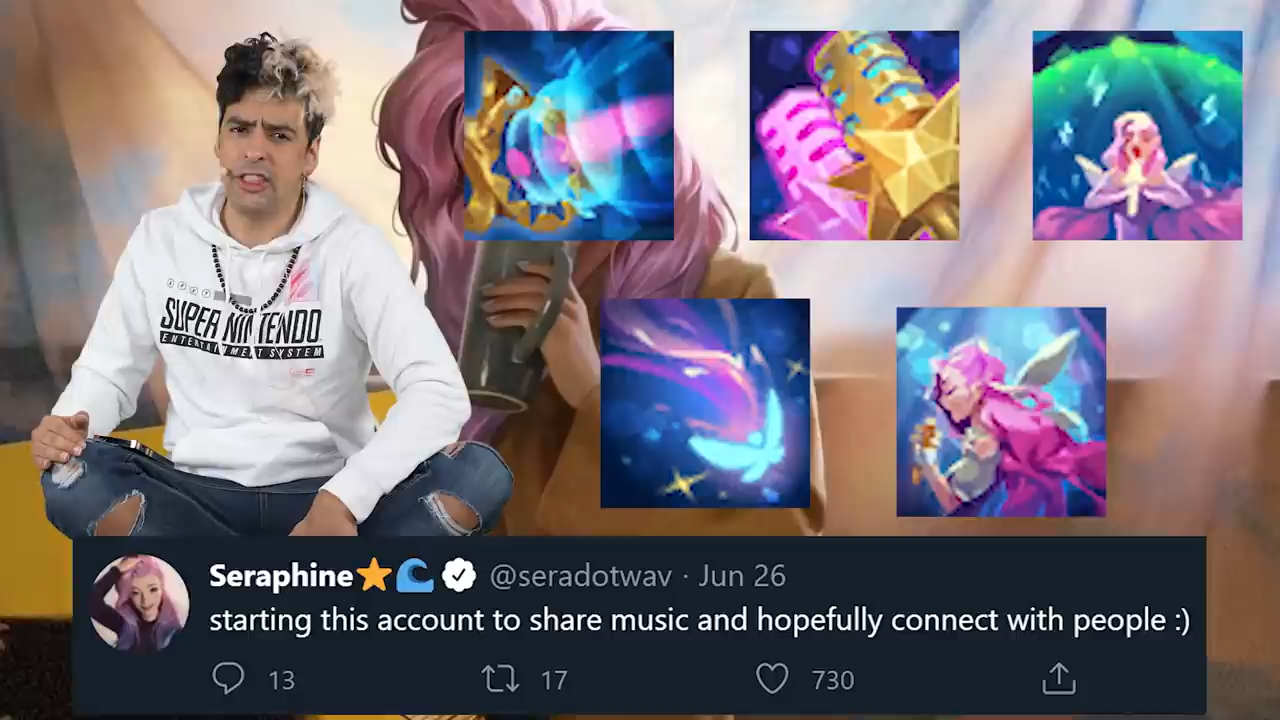 SUPER NINTENDO
ENTERTAINMENT SYSTEM
Seraphine @seradotwav · Jun 26
starting this account to share music and hopefully connect with people :)
13 17 730